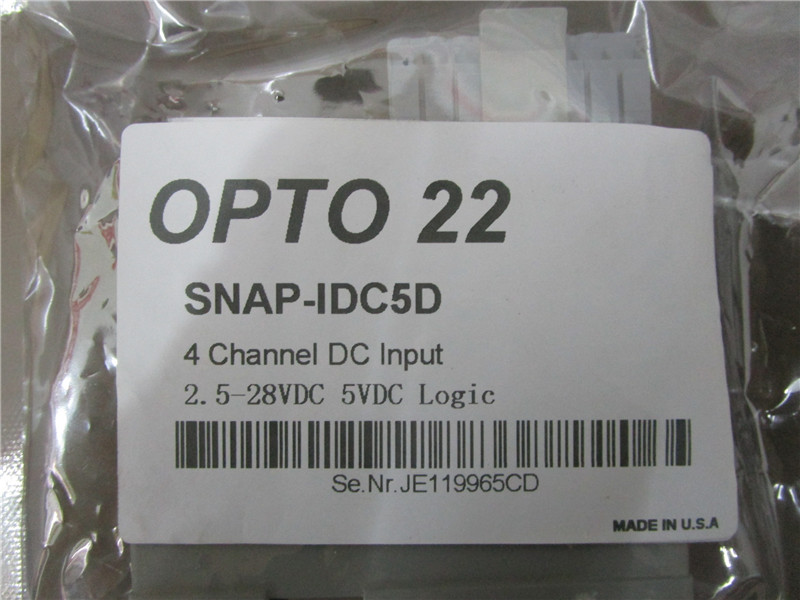 OPTO 22
SNAP-IDC5D
4 Channel DC Input
2.5-28VDC 5VDC Logic
Se.Nr.JE119965CD
MADE IN U.S.A